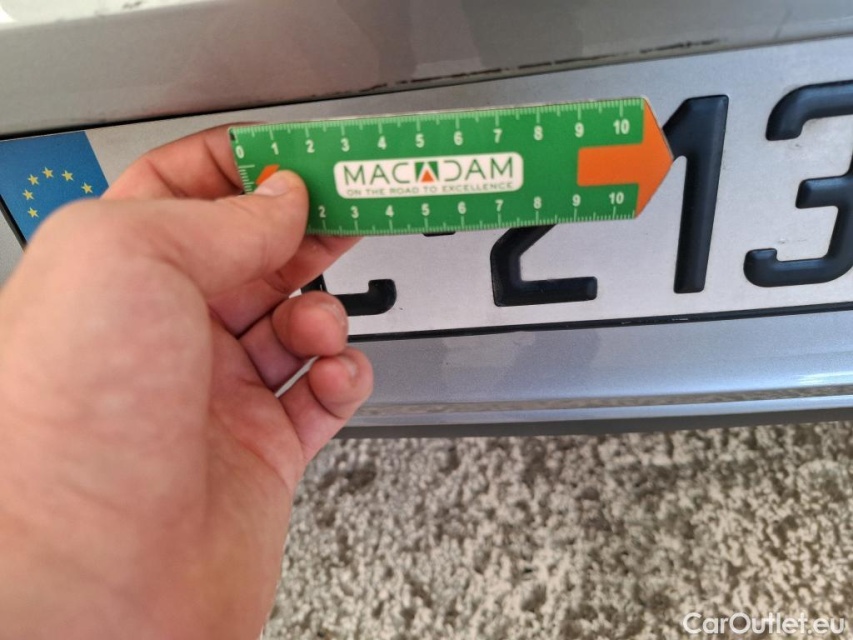 0 1 2 3 4 5 6 7 8 9 10
MACADAM
ON THE ROAD TO EXCELLENCE
2 3 4 5 6 7 8 9 10
213
CarOutlet.eu